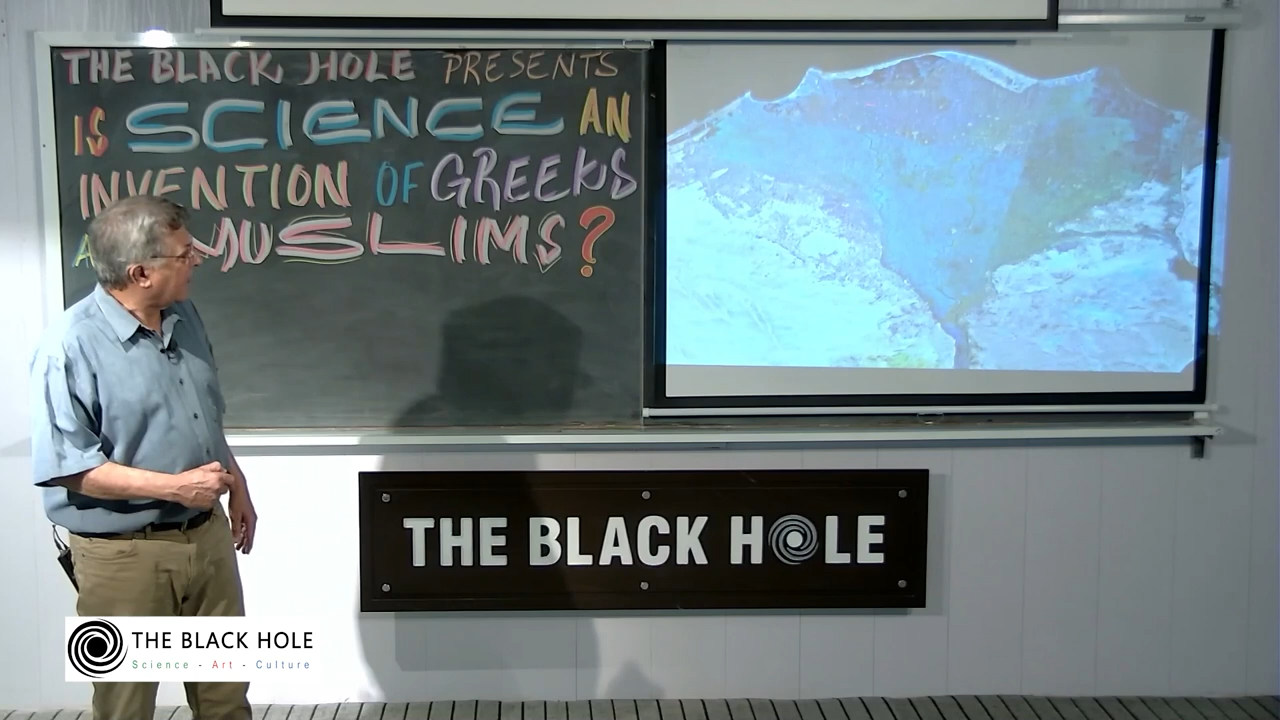 THE BLACK HOLE PRESENTS
IS SCIENCE AN
INVENTION OF GREEKS
MUSLIMS?
THE BLACK HOLE
THE BLACK HOLE
Science - Art - Culture